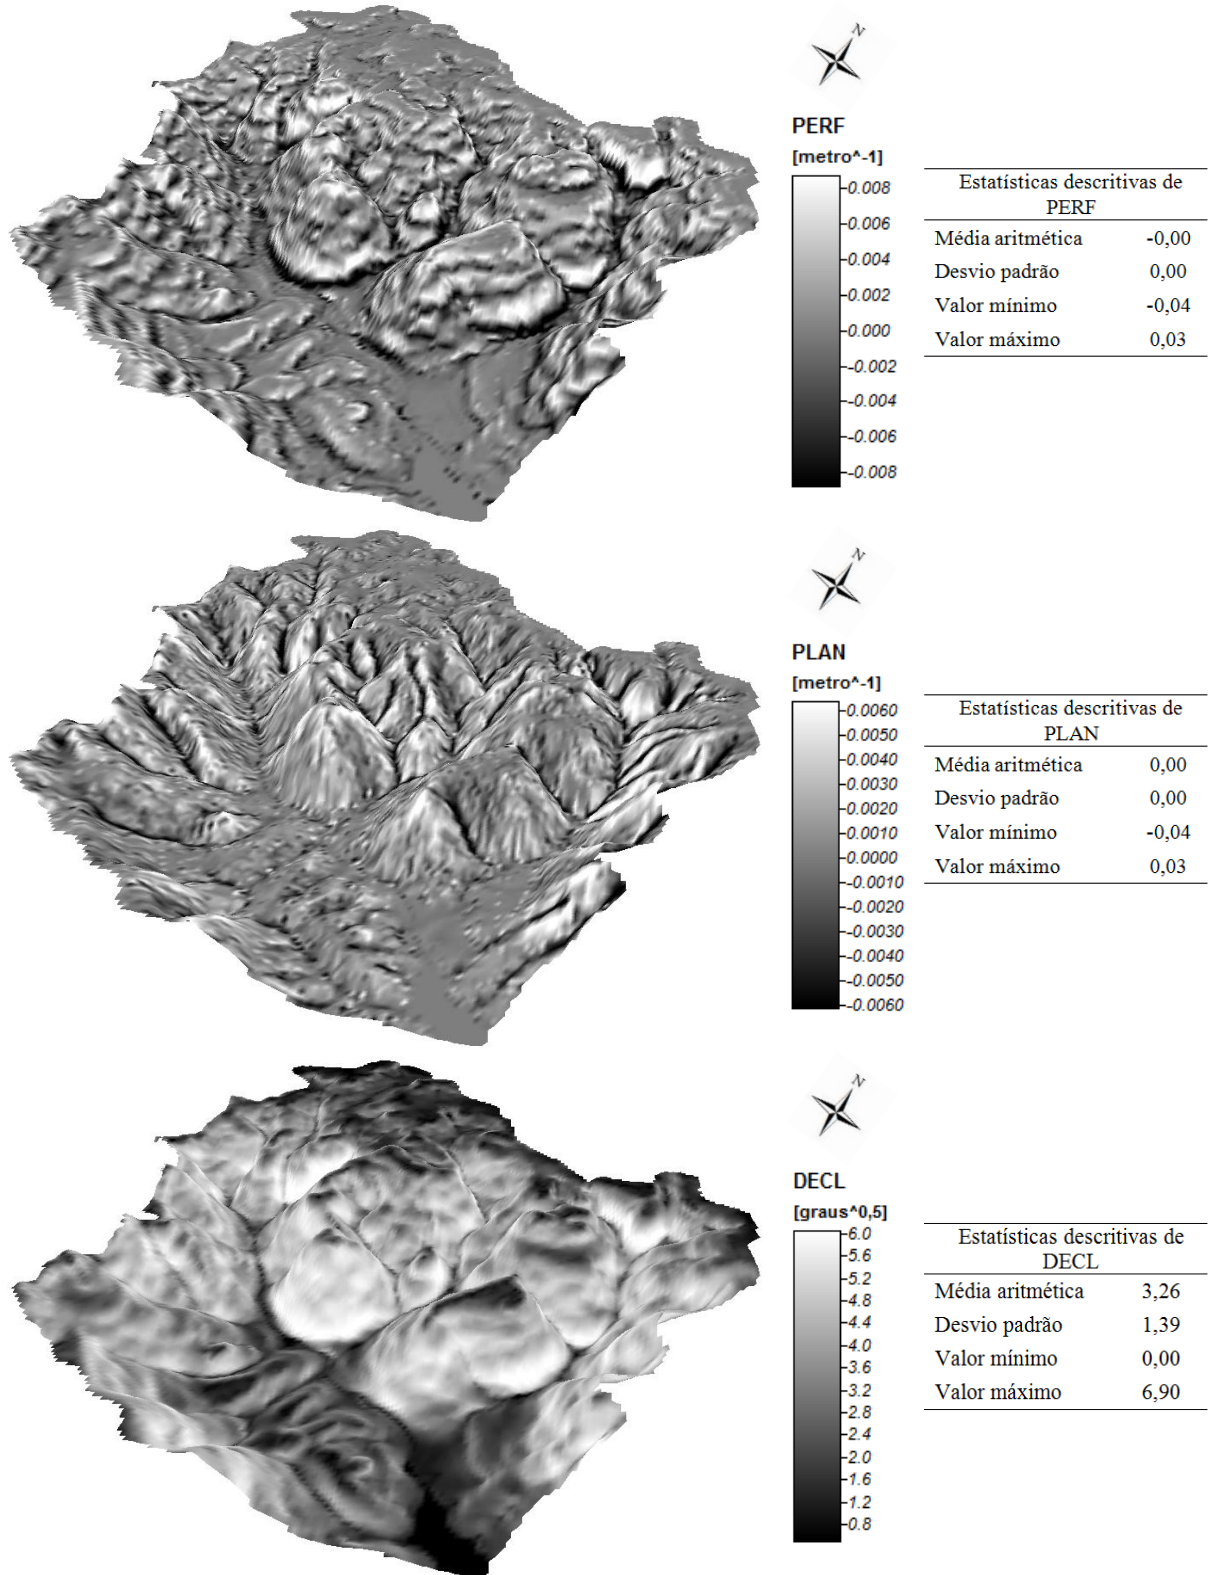 N
PERF
[metro^-1]
0.008
0.006
0.004
0.002
0.000
-0.002
-0.004
-0.006
-0.008
Estatísticas descritivas de
PERF
Média aritmética -0,00
Desvio padrão 0,00
Valor mínimo -0,04
Valor máximo 0,03
N
PLAN
[metro^-1]
0.0060
0.0050
0.0040
0.0030
0.0020
0.0010
0.0000
-0.0010
-0.0020
-0.0030
-0.0040
-0.0050
-0.0060
Estatísticas descritivas de
PLAN
Média aritmética 0,00
Desvio padrão 0,00
Valor mínimo -0,04
Valor máximo 0,03
N
DECL
[graus^0,5]
6.0
5.6
5.2
4.8
4.4
4.0
3.6
3.2
2.8
2.4
2.0
1.6
1.2
0.8
Estatísticas descritivas de
DECL
Média aritmética 3,26
Desvio padrão 1,39
Valor mínimo 0,00
Valor máximo 6,90